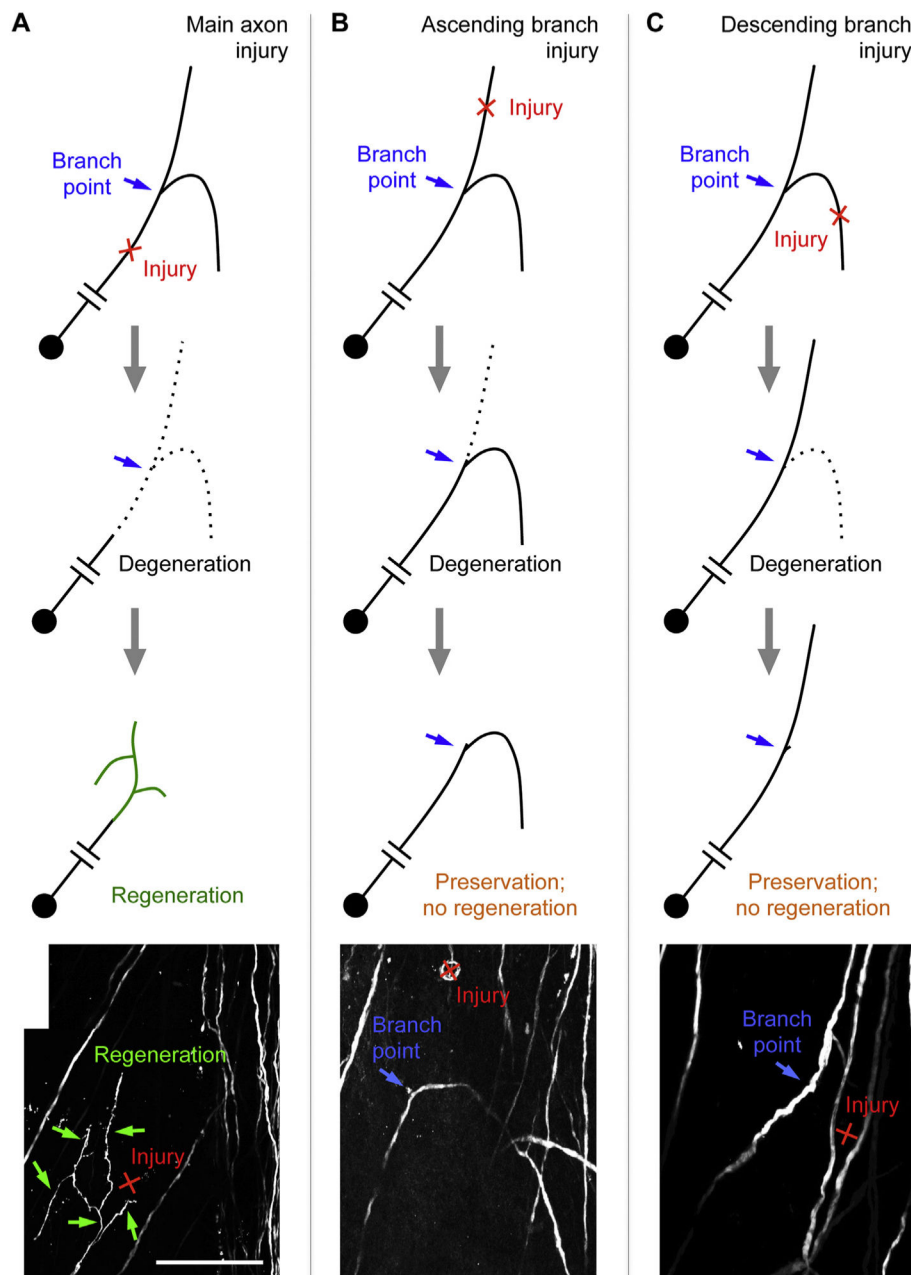 A
Main axon
injury
Branch
point
Injury
Degeneration
Regeneration
Regeneration
Injury
B
Ascending branch
injury
Injury
Branch
point
Degeneration
Preservation;
no regeneration
Injury
Branch
point
C
Descending branch
injury
Branch
point
Injury
Degeneration
Preservation;
no regeneration
Branch
point
Injury